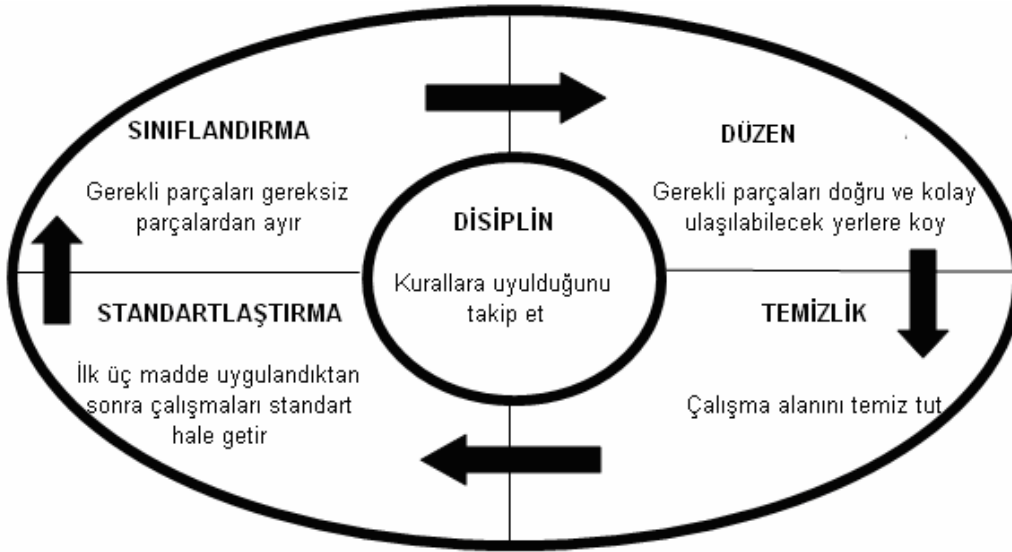 SINIFLANDIRMA
Gerekli parçaları gereksiz
parçalardan ayır
DÜZEN
Gerekli parçaları doğru ve kolay
ulaşılabilecek yerlere koy
DİSİPLİN
Kurallara uyulduğunu
takip et
STANDARTLAŞTIRMA
İlk üç madde uygulandıktan
sonra çalışmaları standart
hale getir
TEMİZLİK
Çalışma alanını temiz tut